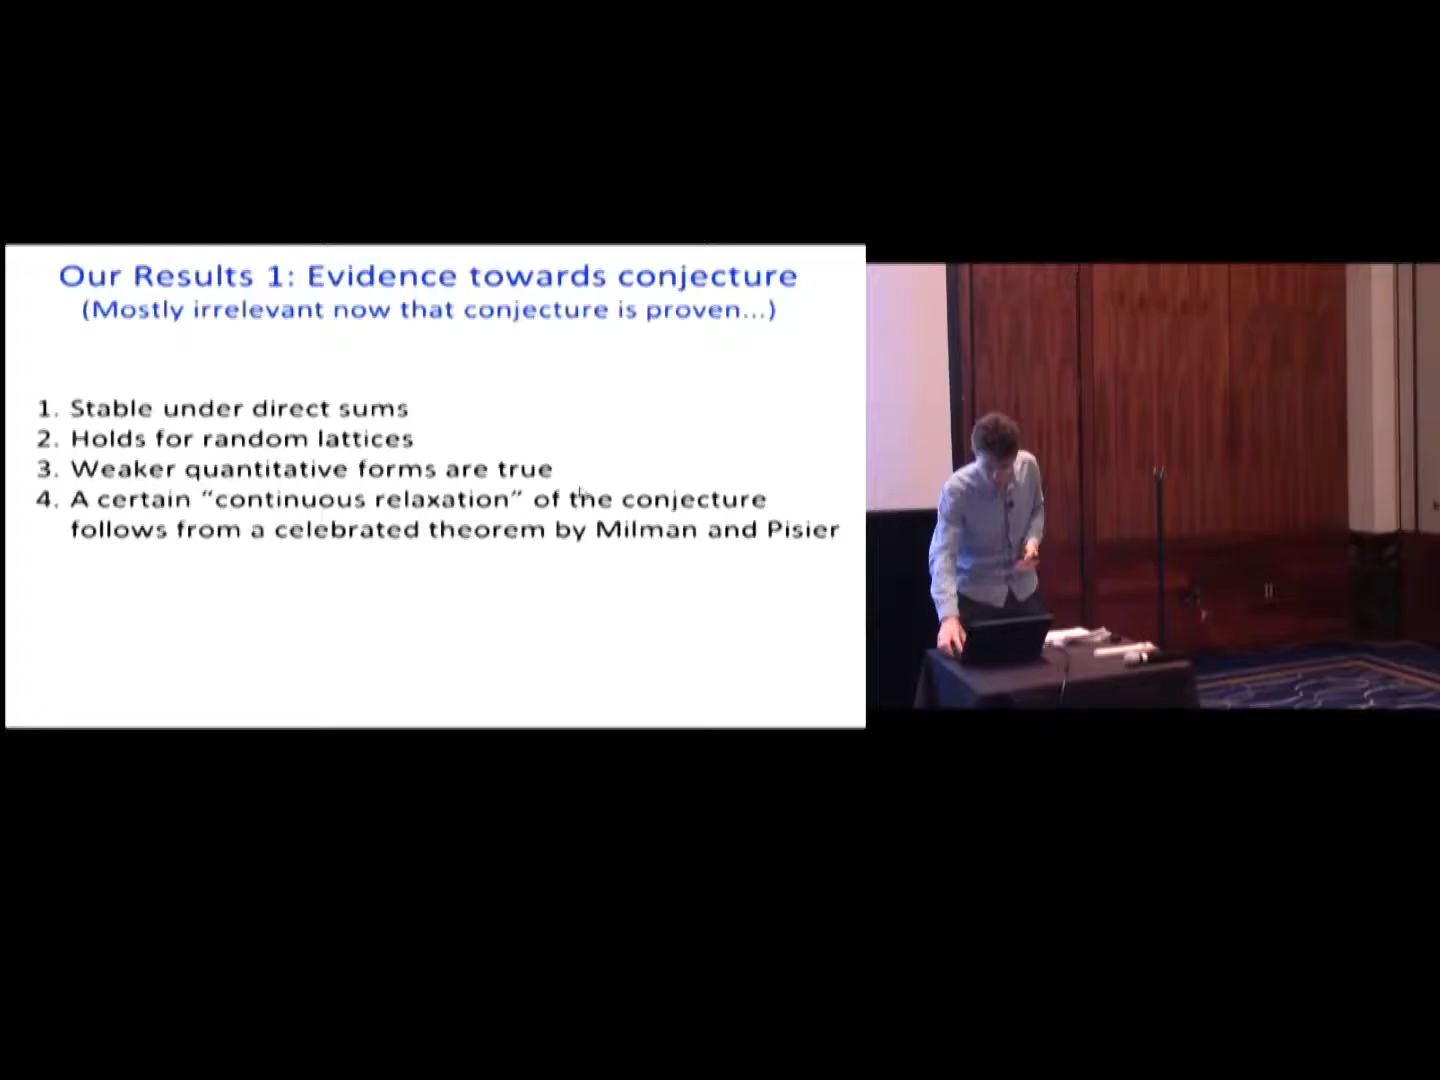 Our Results 1: Evidence towards conjecture
(Mostly irrelevant now that conjecture is proven...)
1. Stable under direct sums
2. Holds for random lattices
3. Weaker quantitative forms are true
4. A certain “continuous relaxation” of the conjecture
follows from a celebrated theorem by Milman and Pisier